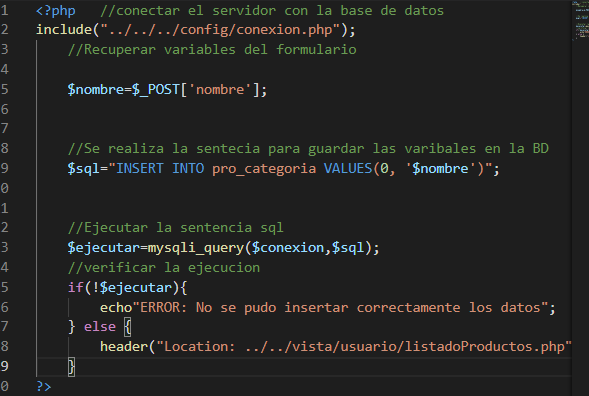 1 <?php   //conectar el servidor con la base de datos
2 include("../../../config/conexion.php");
3 //Recuperar variables del formulario
4
5 $nombre=$_POST['nombre'];
6
7
8 //Se realiza la sentecia para guardar las varibales en la BD
9 $sql="INSERT INTO pro_categoria VALUES(0, '$nombre')";
0
1
2 //Ejecutar la sentencia sql
3 $ejecutar=mysqli_query($conexion,$sql);
4 //verificar la ejecucion
5 if(!$ejecutar){
6 echo"ERROR: No se pudo insertar correctamente los datos";
7 } else {
8 header("Location: ../../vista/usuario/listadoProductos.php"
9 }
0 ?>